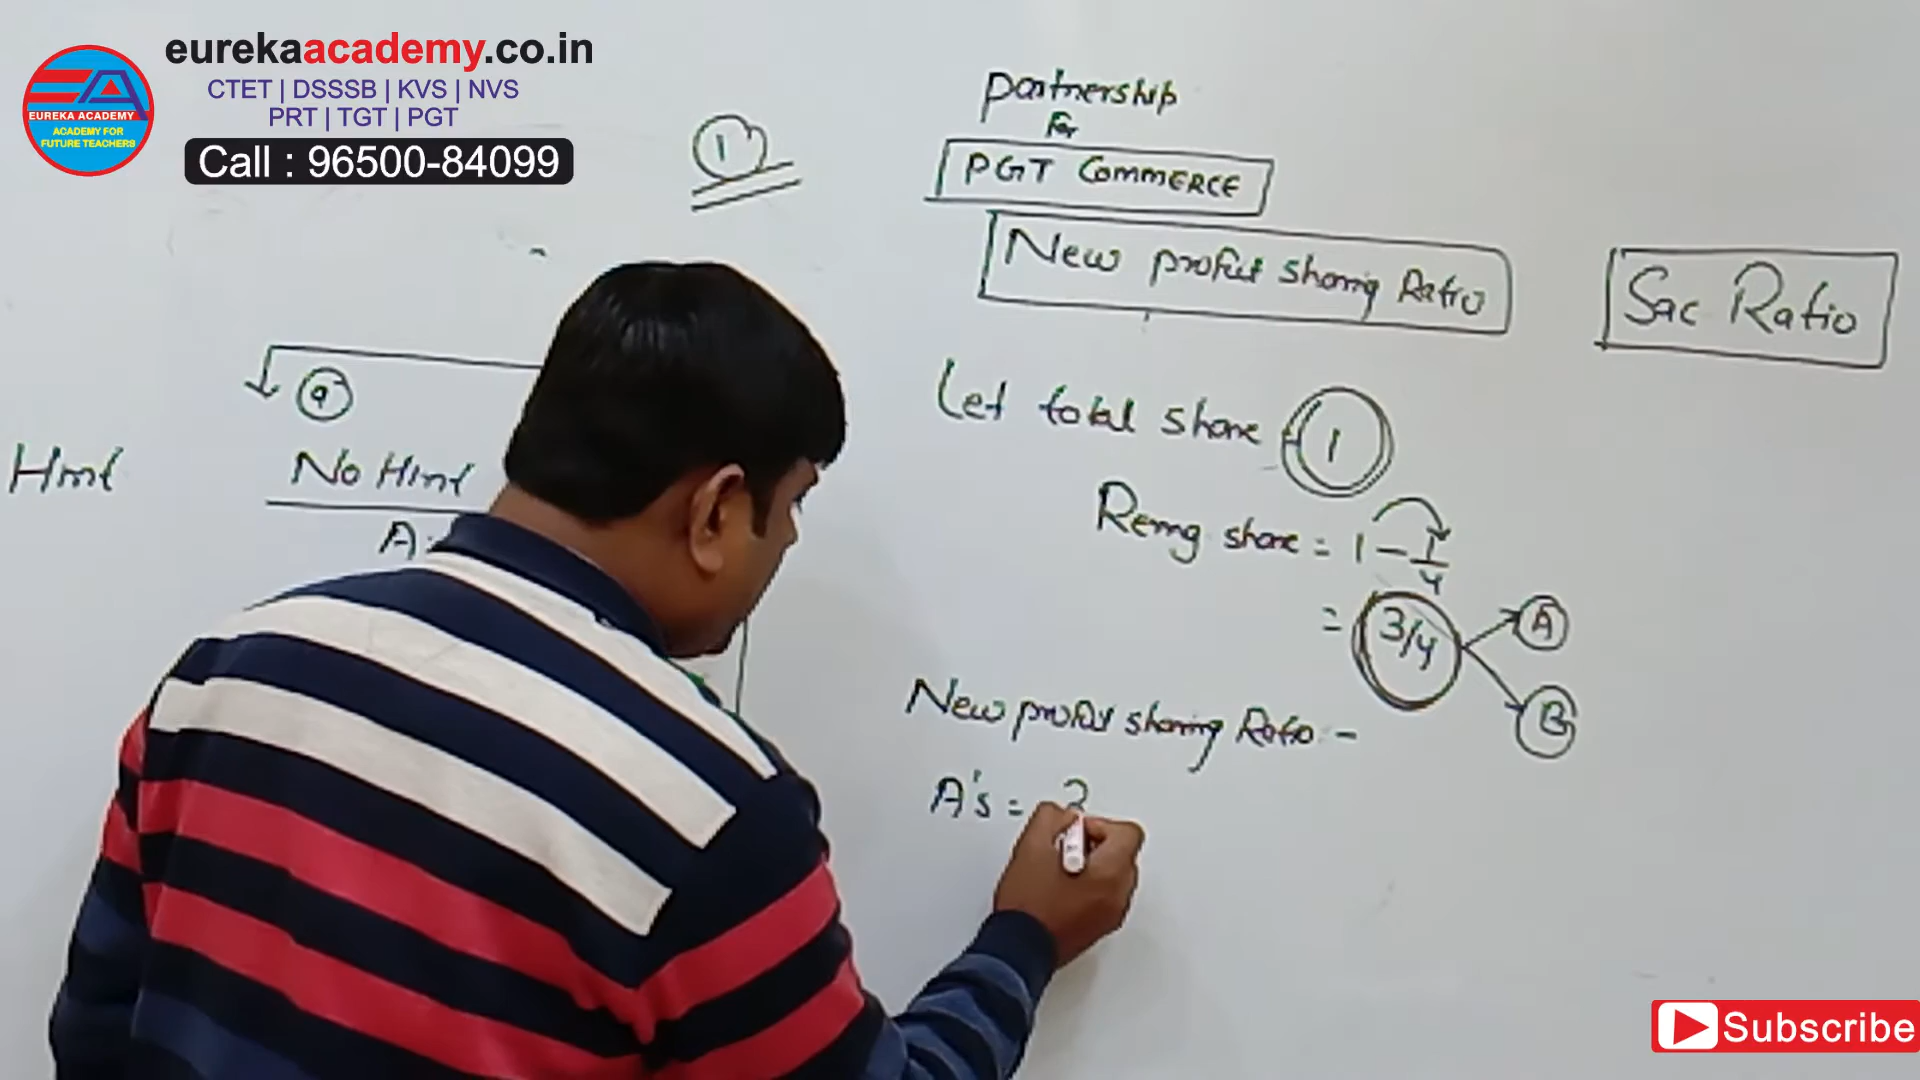 eurekaacademy.co.in
CTET | DSSSB | KVS | NVS
PRT | TGT | PGT
Call : 96500-84099
EUREKA ACADEMY
ACADEMY FOR
FUTURE TEACHERS
1
Partnership
For
PGT COMMERCE
New profit sharing Ratio
Sac Ratio
a
Hint
No Hint
A:
Let total share = 1
Remg share = 1 - 1/4
= 3/4
A
B
New profit sharing Ratio -
A's =
Subscribe